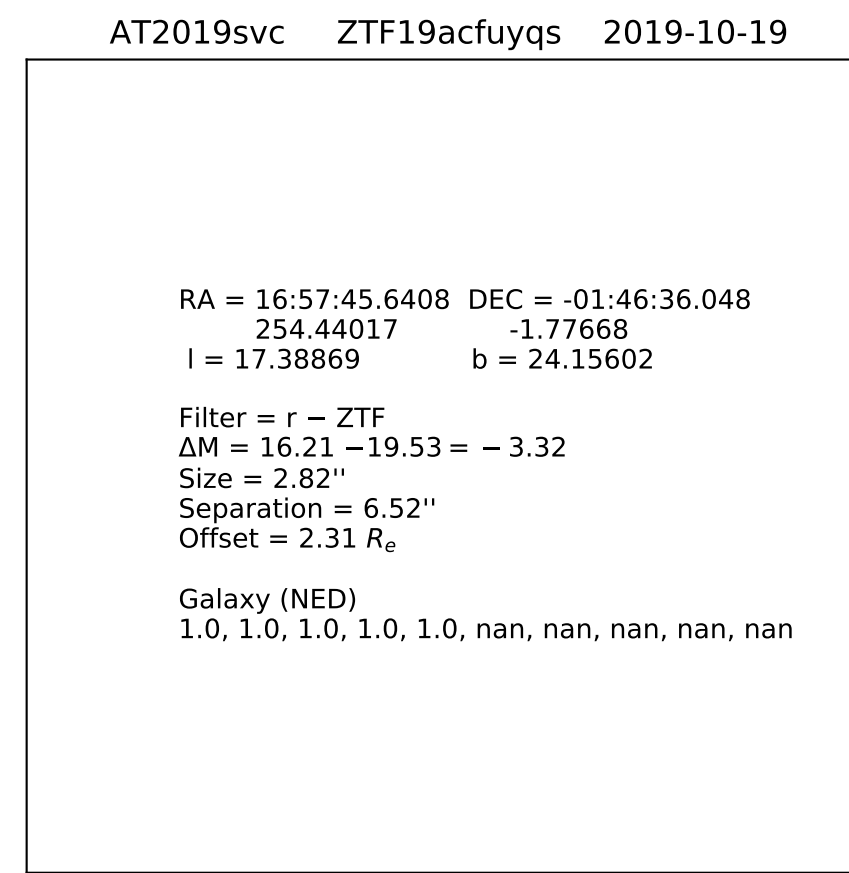 AT2019svc ZTF19acfuyqs 2019-10-19
RA = 16:57:45.6408 DEC = -01:46:36.048
254.44017 -1.77668
l = 17.38869 b = 24.15602
Filter = r − ZTF
ΔM = 16.21 −19.53 = − 3.32
Size = 2.82''
Separation = 6.52''
Offset = 2.31 Re
Galaxy (NED)
1.0, 1.0, 1.0, 1.0, 1.0, nan, nan, nan, nan, nan